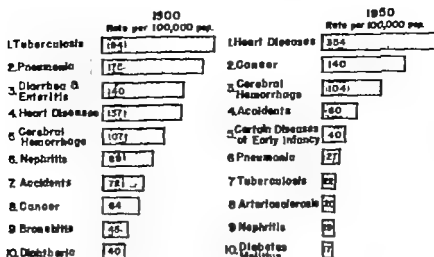 1900
Rate per 100,000 pop.
1. Tuberculosis 194
2. Pneumonia 175
3. Diarrhea &
Enteritis 140
4. Heart Diseases 137
5 Cerebral
Hemorrhage 107
6. Nephritis
7. Accidents 72
8. Cancer 64
9 Bronchitis 45
10. Diphtheria 40
1950
Rate per 100,000 pop.
1. Heart Diseases 354
2. Cancer 140
3. Cerebral
Hemorrhage 104
4. Acidents 60
5. Certain Diseases
of Early Infancy 40
6 Pneumonia 27
7 Tuberculosis 22
8 Arteriosclerosis 20
9 Nephritis
10. Diabetes
Mellitus 17